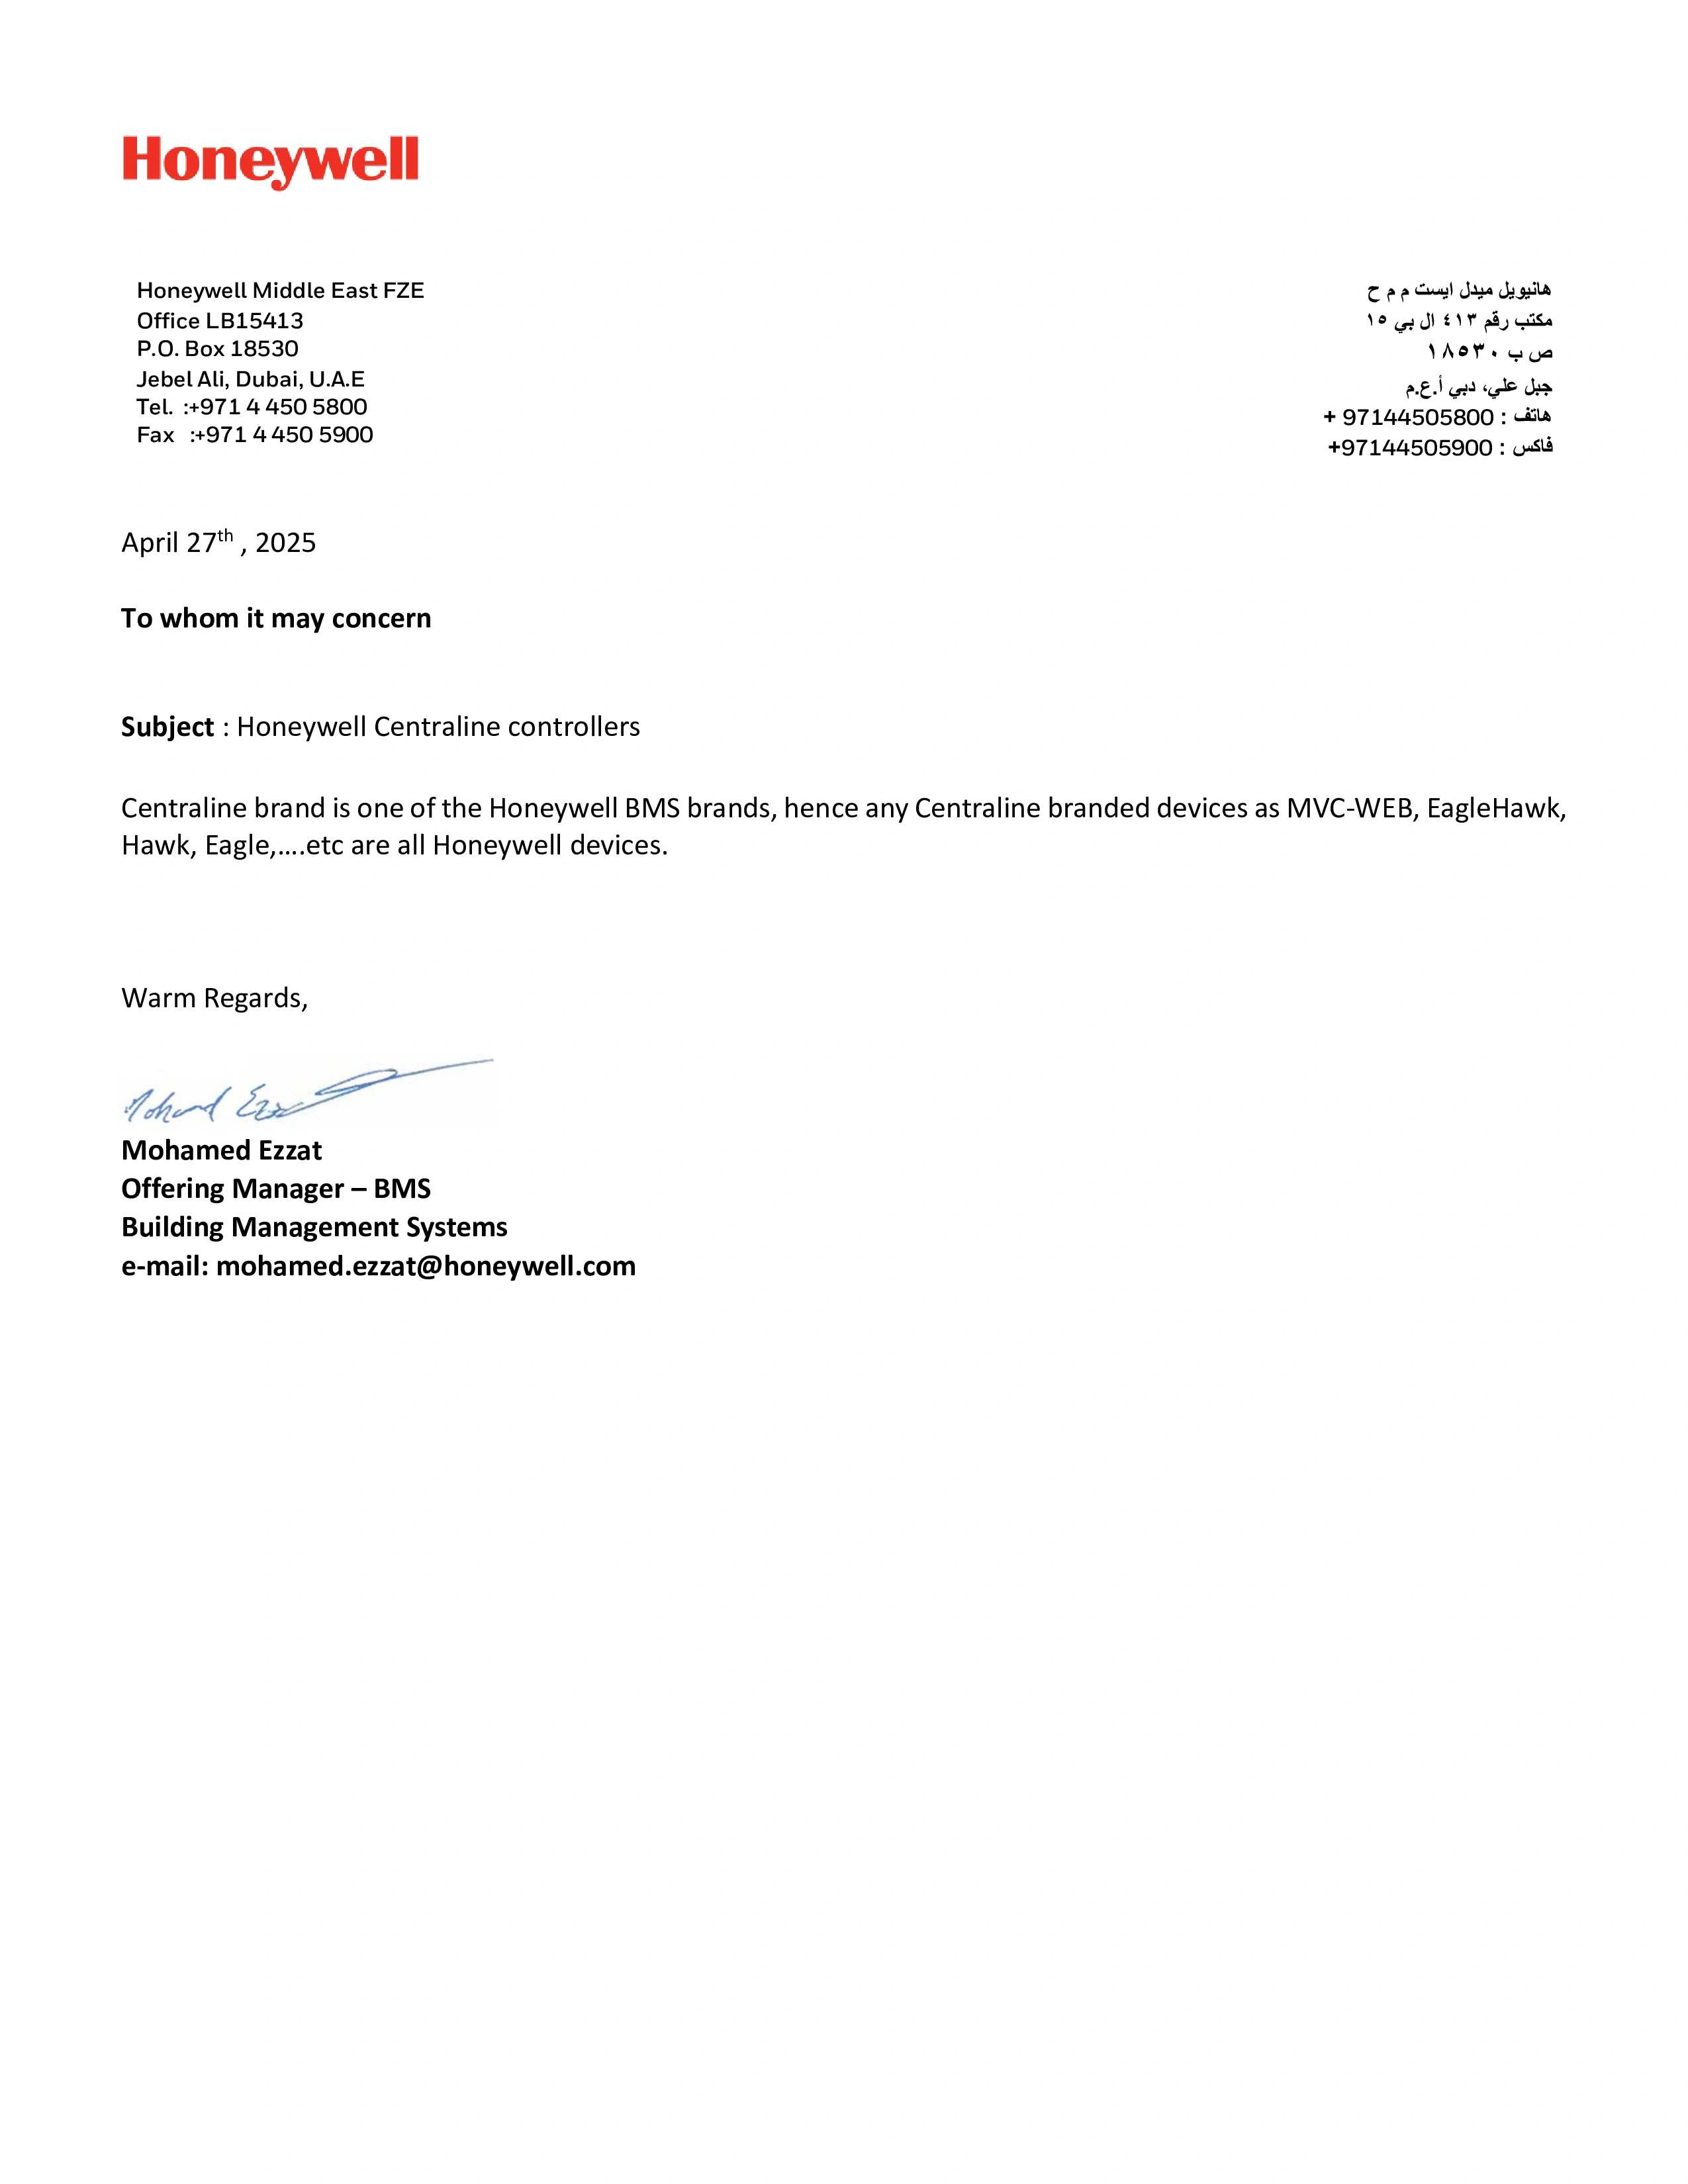 Honeywell
Honeywell Middle East FZE
Office LB15413
P.O. Box 18530
Jebel Ali, Dubai, U.A.E
Tel. :+971 4 450 5800
Fax :+971 4 450 5900
هانيويل ميدل ايست م م ح
مكتب رقم ٤١٣ ال بي ١٥
ص ب ١٨٥٣٠
جبل علي، دبي أ.ع.م
هاتف : 97144505800 +
فاكس : 97144505900+
April 27th , 2025
To whom it may concern
Subject : Honeywell Centraline controllers
Centraline brand is one of the Honeywell BMS brands, hence any Centraline branded devices as MVC-WEB, EagleHawk,
Hawk, Eagle,….etc are all Honeywell devices.
Warm Regards,
Mohamed Ezzat
Mohamed Ezzat
Offering Manager – BMS
Building Management Systems
e-mail: mohamed.ezzat@honeywell.com